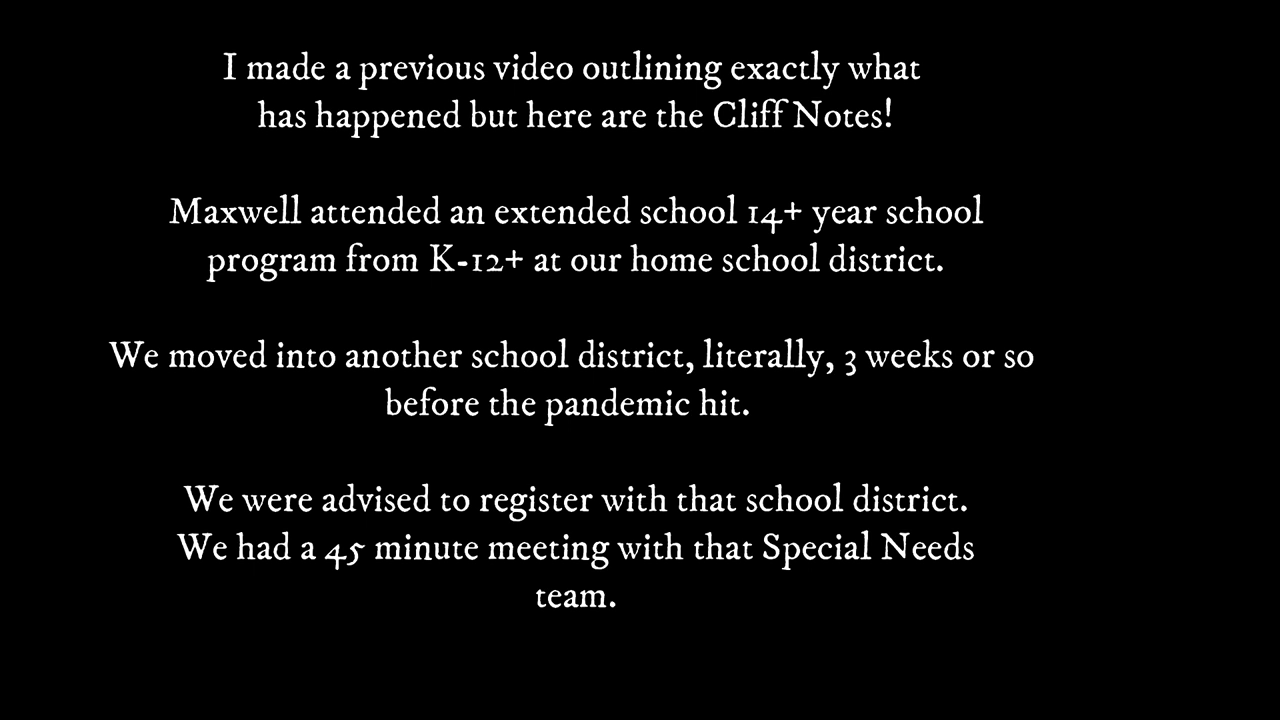 I made a previous video outlining exactly what
has happened but here are the Cliff Notes!
Maxwell attended an extended school 14+ year school
program from K-12+ at our home school district.
We moved into another school district, literally, 3 weeks or so
before the pandemic hit.
We were advised to register with that school district.
We had a 45 minute meeting with that Special Needs
team.